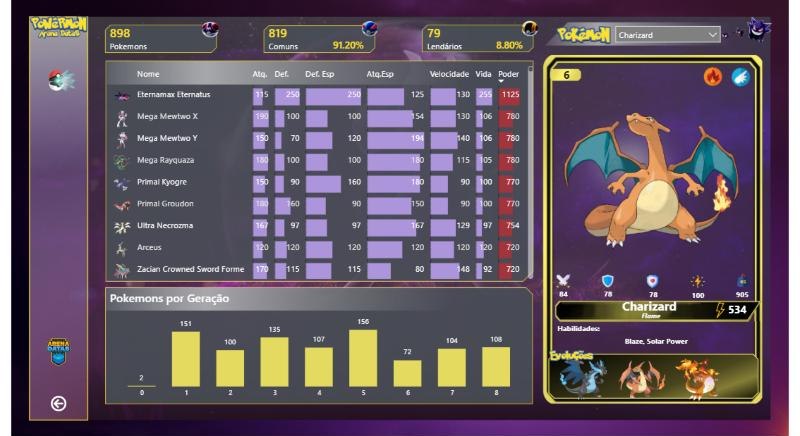 POWERMON
Arena Datas
898
Pokemons
819
Comuns
91.20%
79
Lendários
8.80%
Pokémon
Charizard
Nome Atq. Def. Def. Esp Atq.Esp Velocidade Vida Poder
Eternamax Eternatus 115 250 250 125 130 255 1125
Mega Mewtwo X 190 100 100 154 130 106 780
Mega Mewtwo Y 150 70 120 194 140 106 780
Mega Rayquaza 180 100 100 180 115 105 780
Primal Kyogre 150 90 160 180 90 100 770
Primal Groudon 180 160 90 150 90 100 770
Ultra Necrozma 167 97 97 167 129 97 754
Arceus 120 120 120 120 120 120 720
Zacian Crowned Sword Forme 170 115 115 80 148 92 720
Pokemons por Geração
2 151 100 135 107 156 72 104 108
0 1 2 3 4 5 6 7 8
ARENA
DATAS
6
84 78 78 100 905
Charizard
Flame
534
Habilidades:
Blaze, Solar Power
Evoluções